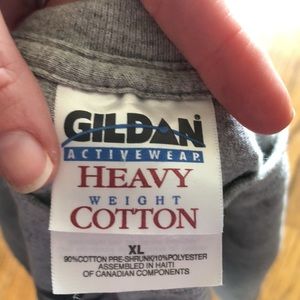 GILDAN
ACTIVEWEAR
HEAVY
WEIGHT
COTTON
XL
90%COTTON PRE-SHRUNK/10%POLYESTER
ASSEMBLED IN HAITI
OF CANADIAN COMPONENTS